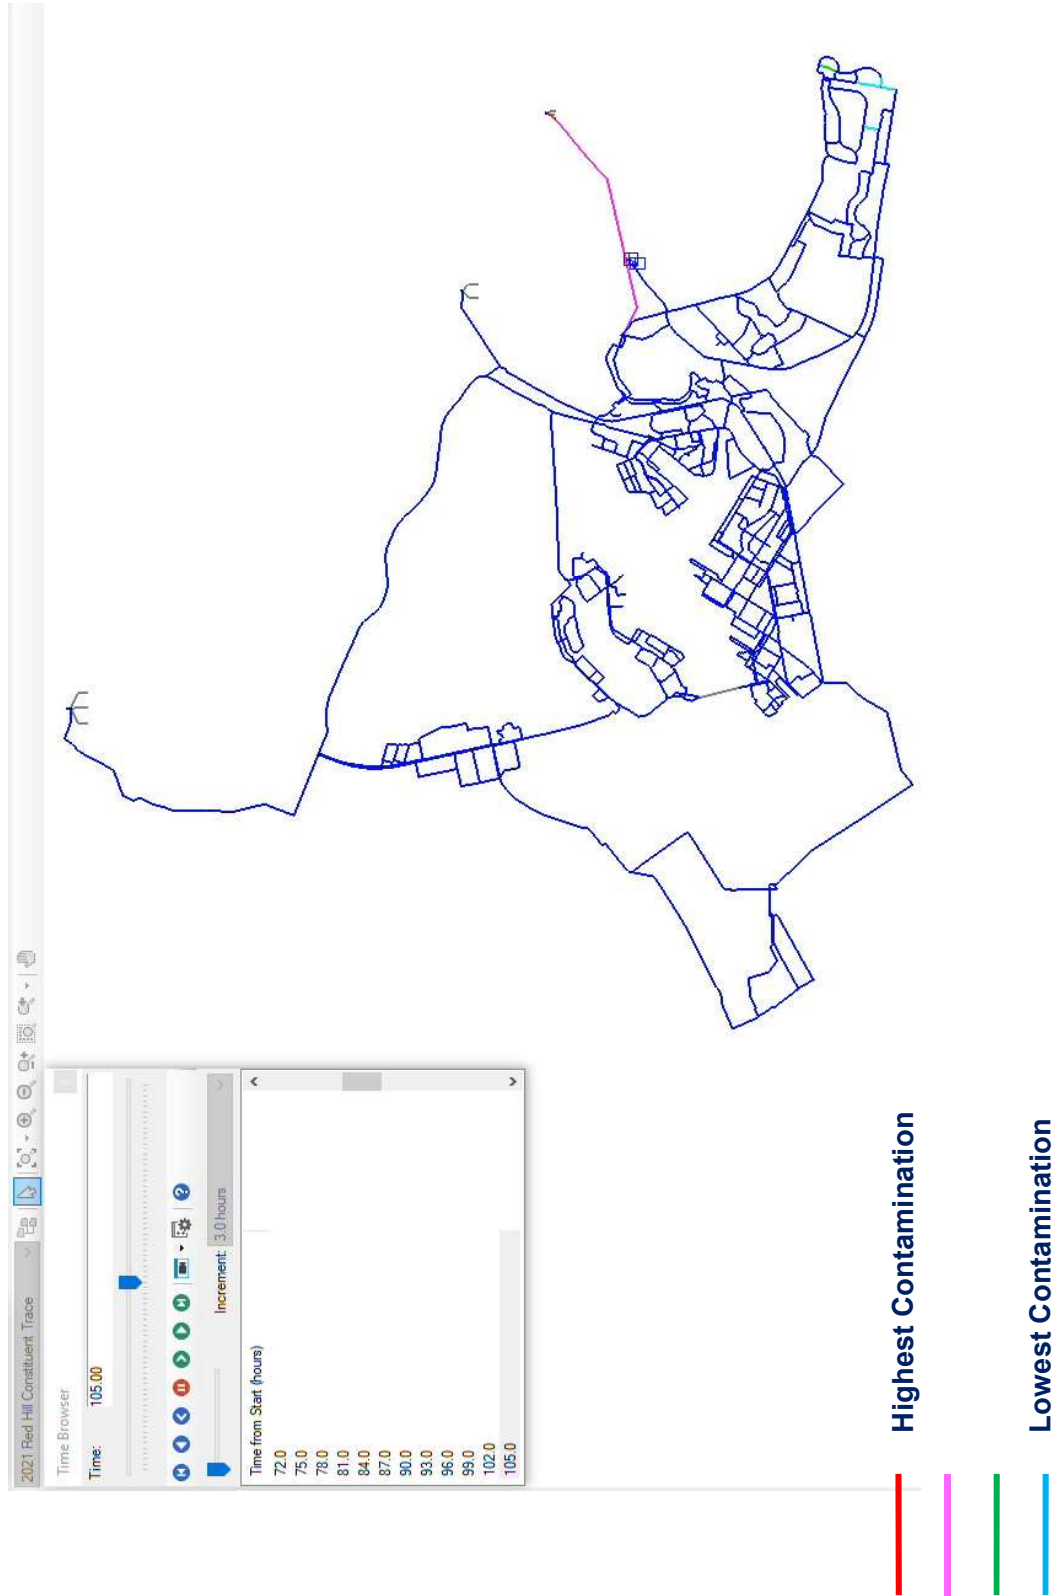 2021 Red Hill Constituent Trace
Time Browser
Time:
105.00
Increment: 3.0 hours
Time from Start (hours)
72.0
75.0
78.0
81.0
84.0
87.0
90.0
93.0
96.0
99.0
102.0
105.0
Highest Contamination
Lowest Contamination